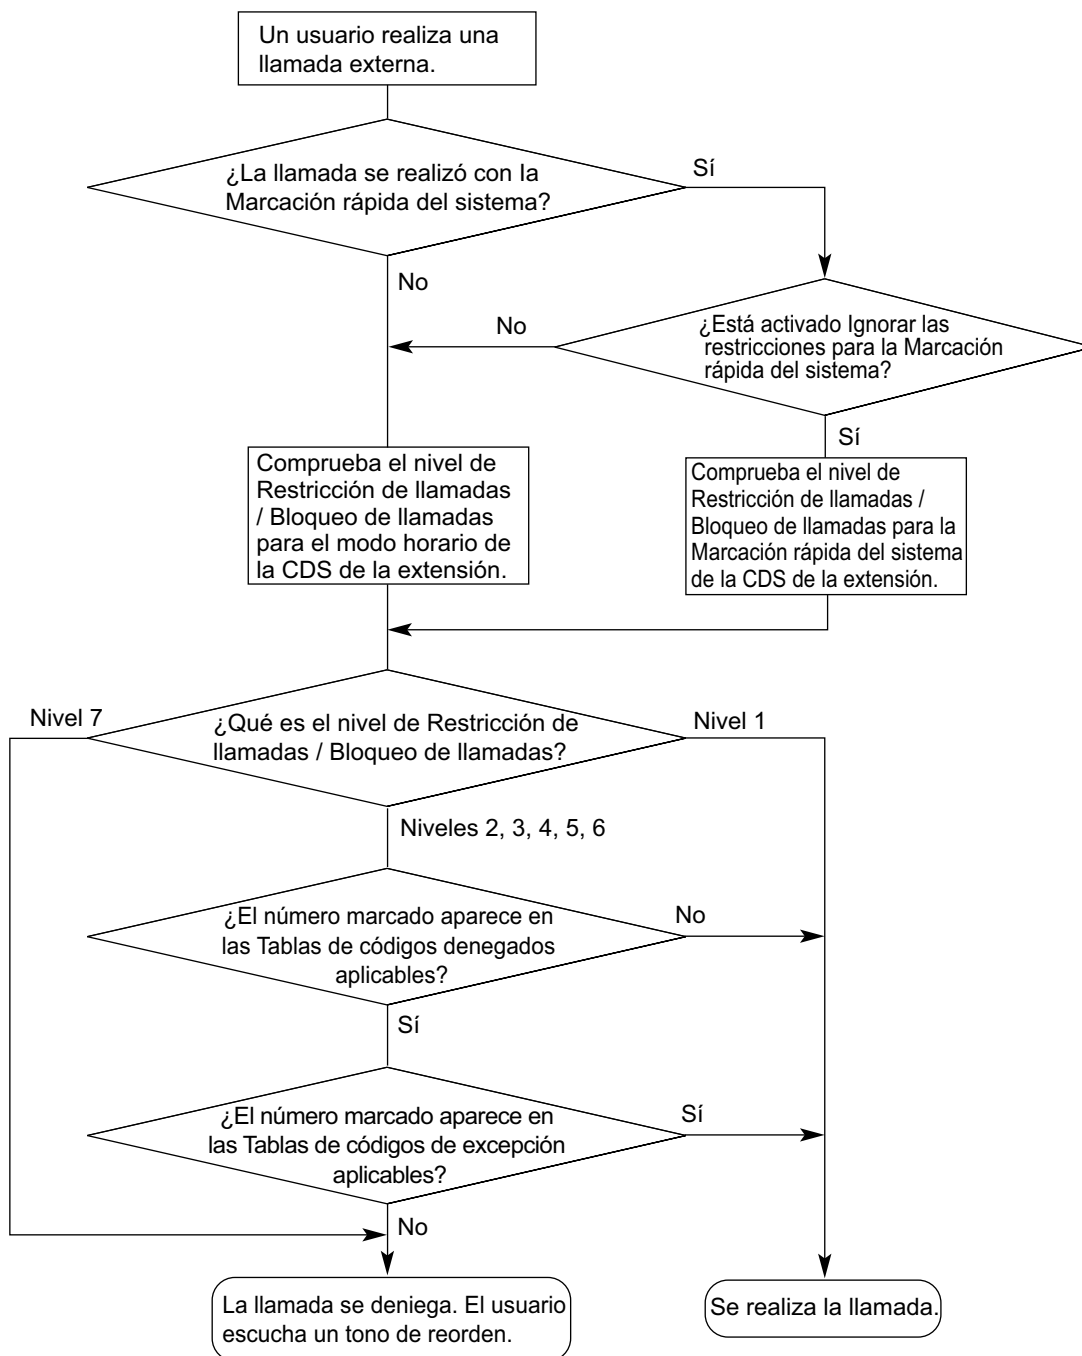 Un usuario realiza una
llamada externa.
¿La llamada se realizó con la
Marcación rápida del sistema?
Sí
No
¿Está activado Ignorar las
restricciones para la Marcación
rápida del sistema?
No
Sí
Comprueba el nivel de
Restricción de llamadas
/ Bloqueo de llamadas
para el modo horario de
la CDS de la extensión.
Comprueba el nivel de
Restricción de llamadas /
Bloqueo de llamadas para la
Marcación rápida del sistema
de la CDS de la extensión.
Nivel 7
¿Qué es el nivel de Restricción de
llamadas / Bloqueo de llamadas?
Nivel 1
Niveles 2, 3, 4, 5, 6
¿El número marcado aparece en
las Tablas de códigos denegados
aplicables?
No
Sí
¿El número marcado aparece en
las Tablas de códigos de excepción
aplicables?
Sí
No
La llamada se deniega. El usuario
escucha un tono de reorden.
Se realiza la llamada.